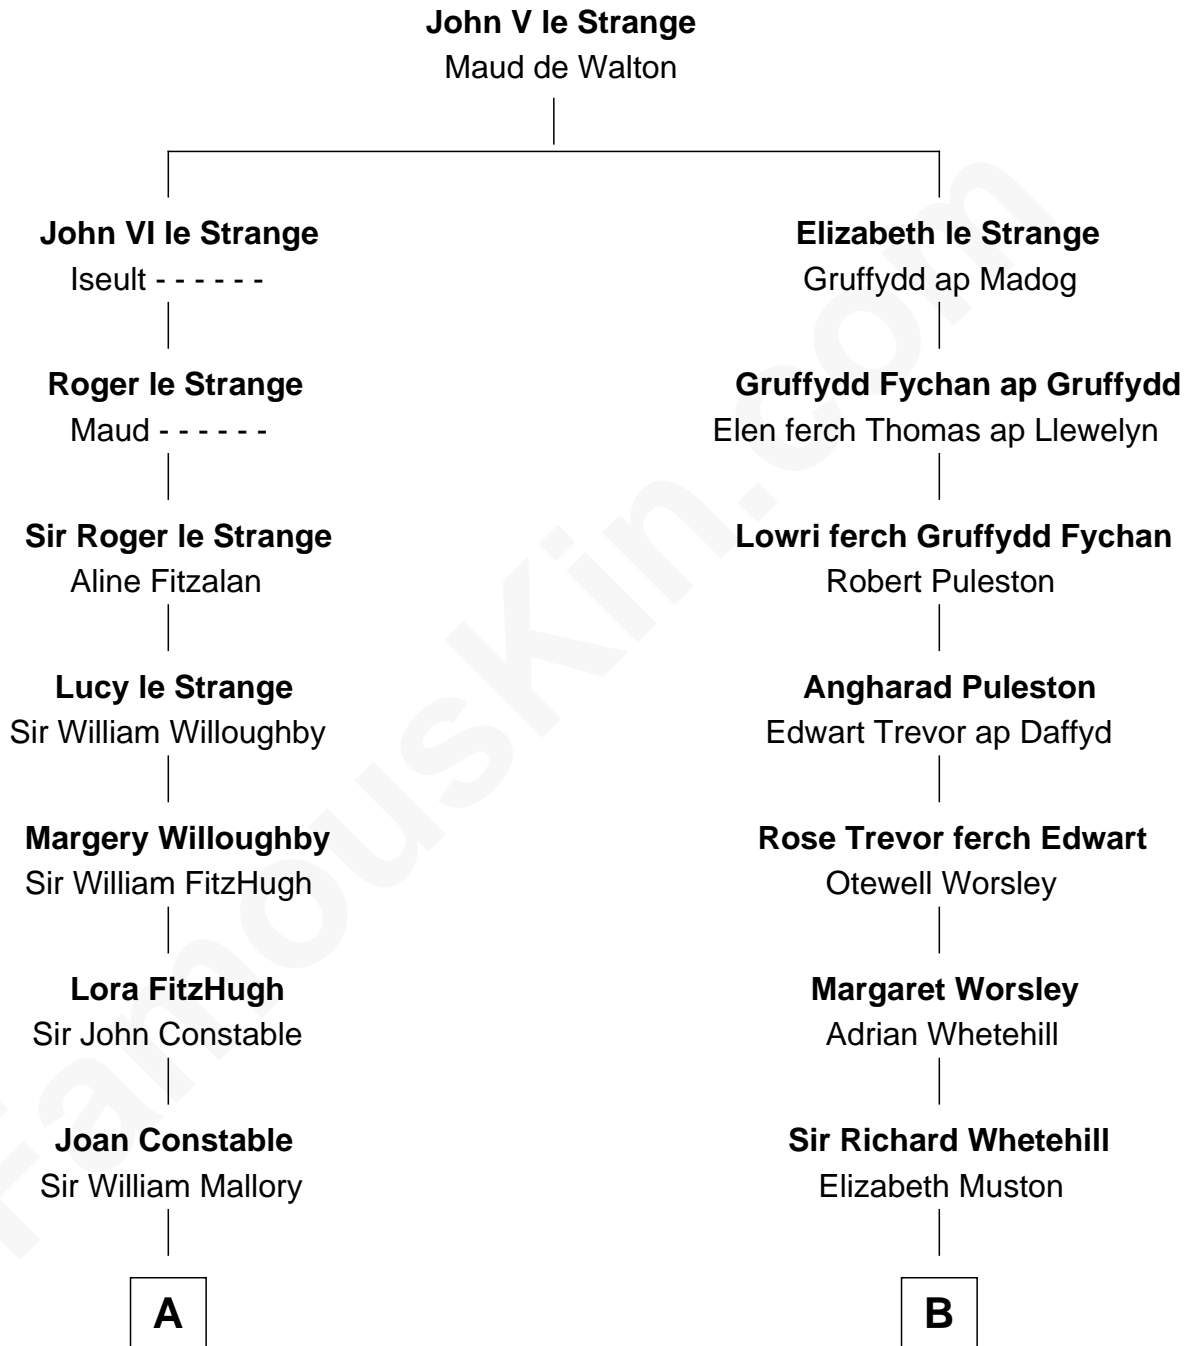 John V le Strange
Maud de Walton
John VI le Strange
Iseult - - - - - -
Elizabeth le Strange
Gruffydd ap Madog
Roger le Strange
Maud - - - - - -
Gruffydd Fychan ap Gruffydd
Elen ferch Thomas ap Llewelyn
Sir Roger le Strange
Aline Fitzalan
Lowri ferch Gruffydd Fychan
Robert Puleston
Lucy le Strange
Sir William Willoughby
Angharad Puleston
Edwart Trevor ap Daffyd
Margery Willoughby
Sir William FitzHugh
Rose Trevor ferch Edwart
Otewell Worsley
Lora FitzHugh
Sir John Constable
Margaret Worsley
Adrian Whetehill
Joan Constable
Sir William Mallory
Sir Richard Whetehill
Elizabeth Muston
A
B
FamousKin.com